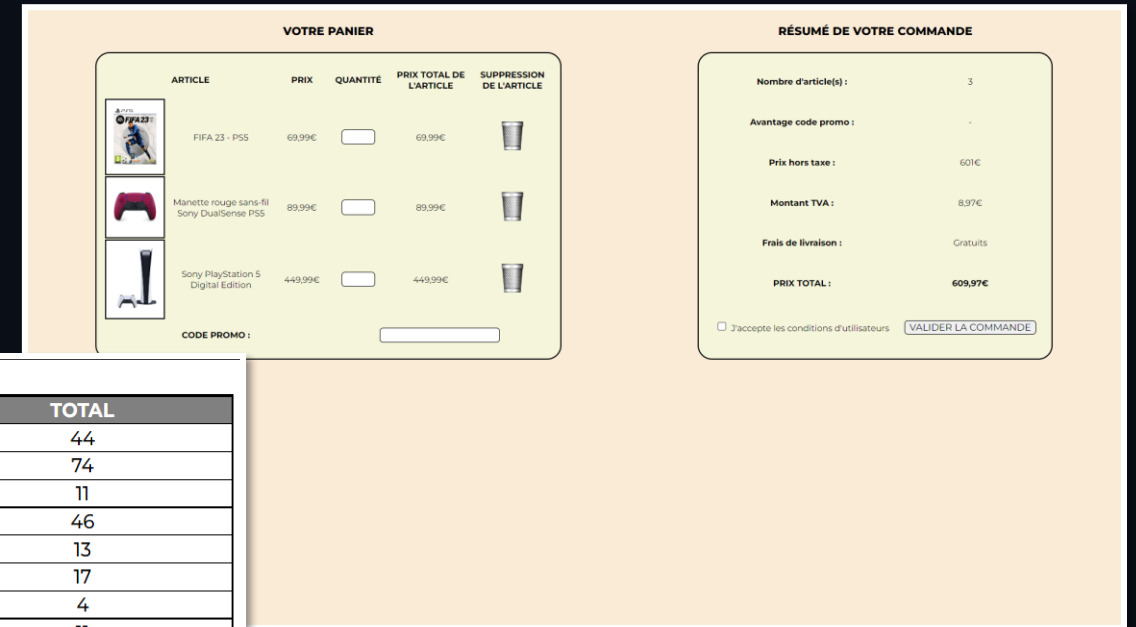 VOTRE PANIER
ARTICLE PRIX QUANTITÉ PRIX TOTAL DE L'ARTICLE SUPPRESSION DE L'ARTICLE
PS5
FIFA 23
FIFA 23 - PS5 69,99€ 69,99€
Manette rouge sans-fil
Sony DualSense PS5 89,99€ 89,99€
Sony PlayStation 5
Digital Edition 449,99€ 449,99€
CODE PROMO :
RÉSUMÉ DE VOTRE COMMANDE
Nombre d'article(s) : 3
Avantage code promo : -
Prix hors taxe : 601€
Montant TVA : 8,97€
Frais de livraison : Gratuits
PRIX TOTAL : 609,97€
J'accepte les conditions d'utilisateurs VALIDER LA COMMANDE
TOTAL
44
74
11
46
13
17
4